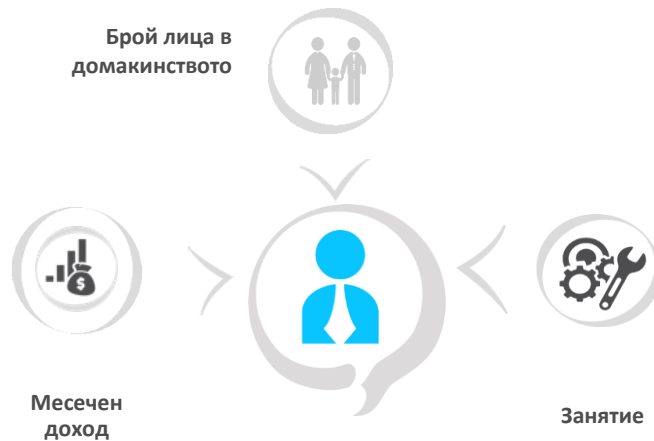 Брой лица в
домакинството
Месечен
доход
Занятие